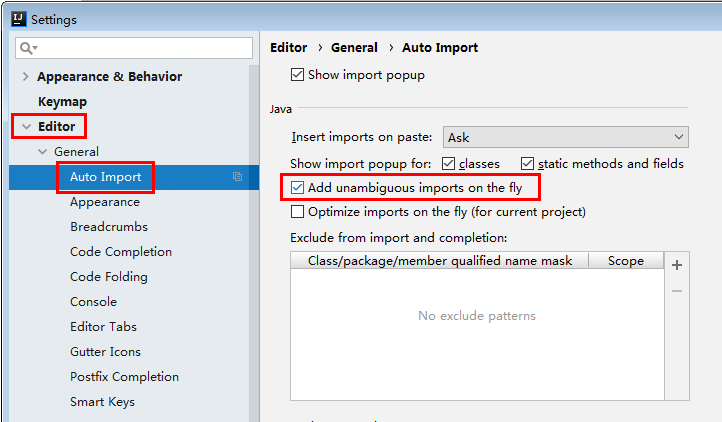 IJ Settings
Appearance & Behavior
Keymap
Editor
General
Auto Import
Appearance
Breadcrumbs
Code Completion
Code Folding
Console
Editor Tabs
Gutter Icons
Postfix Completion
Smart Keys
Editor › General › Auto Import
Show import popup
Java
Insert imports on paste: Ask
Show import popup for: classes static methods and fields
Add unambiguous imports on the fly
Optimize imports on the fly (for current project)
Exclude from import and completion:
Class/package/member qualified name mask Scope
No exclude patterns